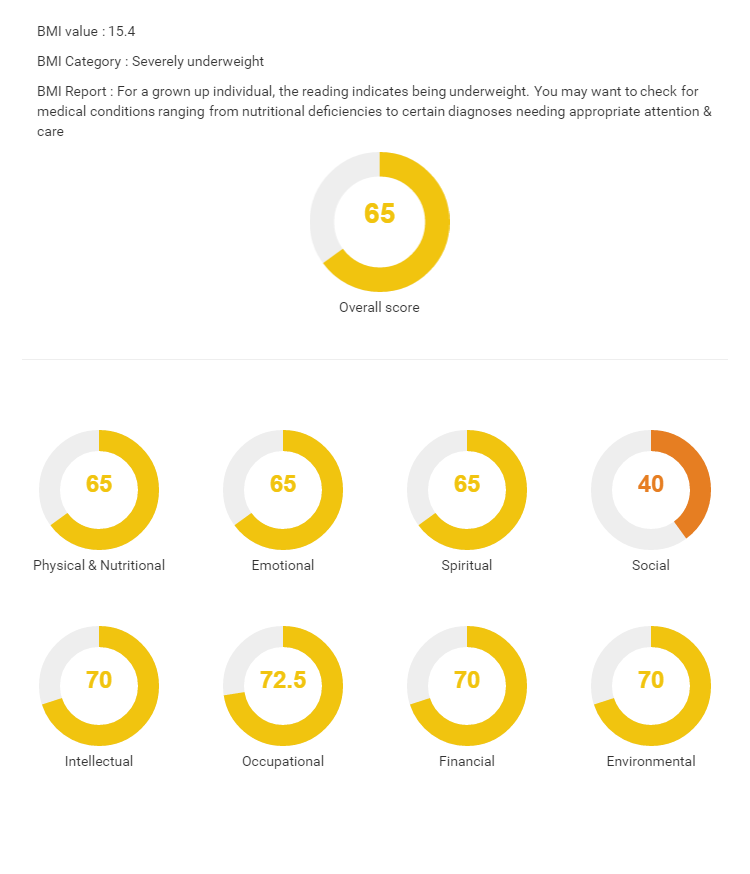 BMI value : 15.4
BMI Category : Severely underweight
BMI Report : For a grown up individual, the reading indicates being underweight. You may want to check for
medical conditions ranging from nutritional deficiencies to certain diagnoses needing appropriate attention &
care
65
Overall score
65
65
65
40
Physical & Nutritional
Emotional
Spiritual
Social
70
72.5
70
70
Intellectual
Occupational
Financial
Environmental